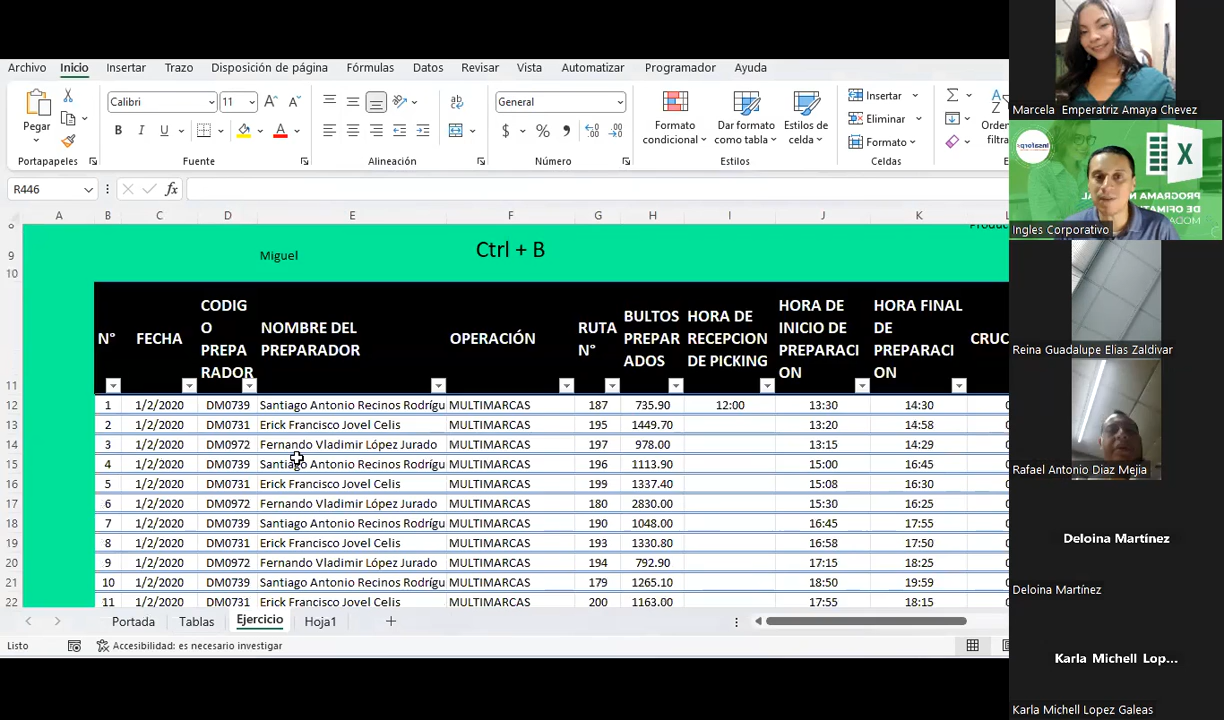 Archivo Inicio Insertar Trazo Disposición de página Fórmulas Datos Revisar Vista Automatizar Programador Ayuda
Pegar
Calibri 11
General
Formato condicional
Dar formato como tabla
Estilos de celda
Insertar
Eliminar
Formato
Portapapeles Fuente Alineación Número Estilos Celdas
R446
A B C D E F G H I J K
9 Miguel Ctrl + B
10
11 N° FECHA CODIGO PREPARADOR NOMBRE DEL PREPARADOR OPERACIÓN RUTA N° BULTOS PREPARADOS HORA DE RECEPCION DE PICKING HORA DE INICIO DE PREPARACION HORA FINAL DE PREPARACION
12 1 1/2/2020 DM0739 Santiago Antonio Recinos Rodrígu MULTIMARCAS 187 735.90 12:00 13:30 14:30
13 2 1/2/2020 DM0731 Erick Francisco Jovel Celis MULTIMARCAS 195 1449.70 13:20 14:58
14 3 1/2/2020 DM0972 Fernando Vladimir López Jurado MULTIMARCAS 197 978.00 13:15 14:29
15 4 1/2/2020 DM0739 Santiago Antonio Recinos Rodrígu MULTIMARCAS 196 1113.90 15:00 16:45
16 5 1/2/2020 DM0731 Erick Francisco Jovel Celis MULTIMARCAS 199 1337.40 15:08 16:30
17 6 1/2/2020 DM0972 Fernando Vladimir López Jurado MULTIMARCAS 180 2830.00 15:30 16:25
18 7 1/2/2020 DM0739 Santiago Antonio Recinos Rodrígu MULTIMARCAS 190 1048.00 16:45 17:55
19 8 1/2/2020 DM0731 Erick Francisco Jovel Celis MULTIMARCAS 193 1330.80 16:58 17:50
20 9 1/2/2020 DM0972 Fernando Vladimir López Jurado MULTIMARCAS 194 792.90 17:15 18:25
21 10 1/2/2020 DM0739 Santiago Antonio Recinos Rodrígu MULTIMARCAS 179 1265.10 18:50 19:59
22 11 1/2/2020 DM0731 Erick Francisco Jovel Celis MULTIMARCAS 200 1163.00 17:55 18:15
Portada Tablas Ejercicio Hoja1
Listo Accesibilidad: es necesario investigar
Marcela Emperatriz Amaya Chevez
Ingles Corporativo
Reina Guadalupe Elias Zaldivar
Rafael Antonio Diaz Mejía
Deloina Martínez
Deloina Martínez
Karla Michell Lop...
Karla Michell Lopez Galeas